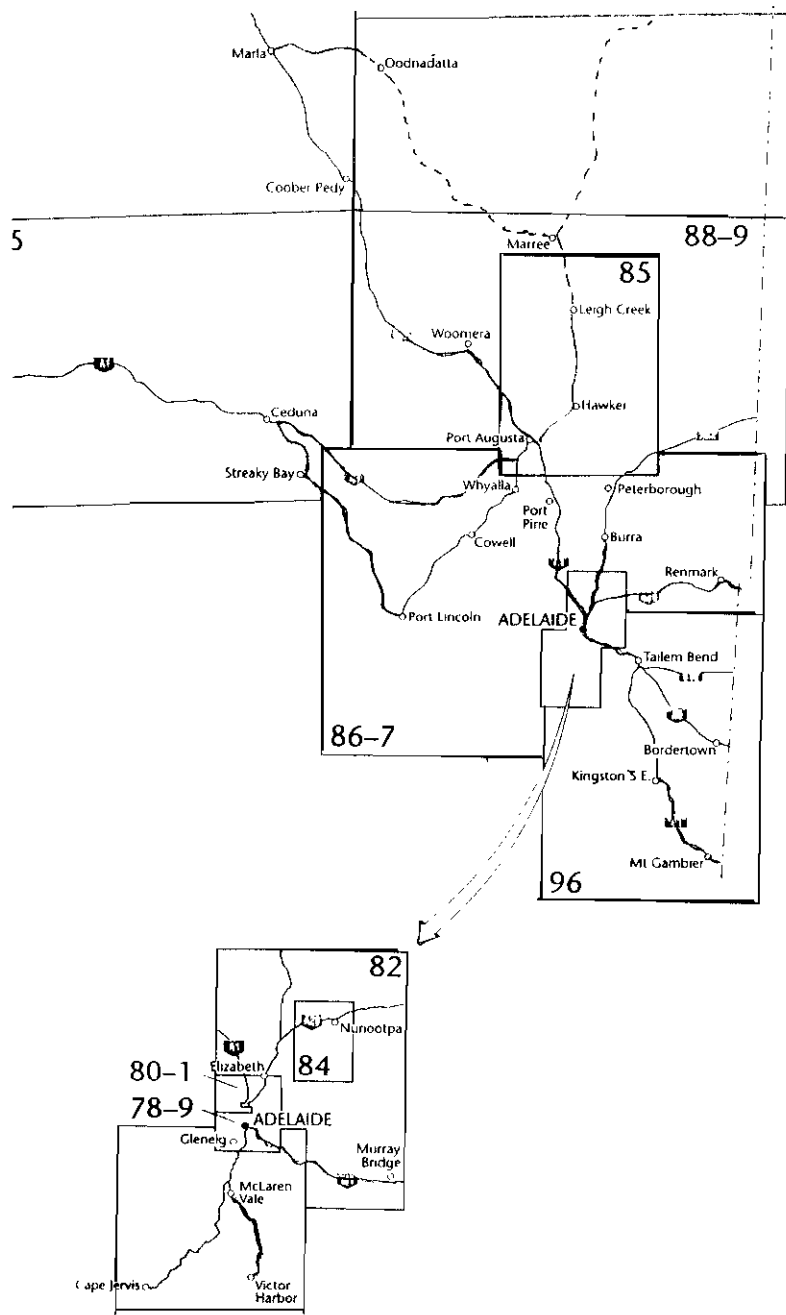 Marla
Oodnadatta
Coober Pedy
Marree
88–9
5
85
Leigh Creek
Woomera
A1
Ceduna
Hawker
Port Augusta
Streaky Bay
Whyalla
Peterborough
Port
Pirie
Cowell
Burra
Renmark
Port Lincoln
ADELAIDE
Tailem Bend
86–7
Bordertown
Kingston S.E.
Mt Gambier
96
82
Nuriootpa
Elizabeth
84
80–1
78–9
ADELAIDE
Glenelg
Murray
Bridge
McLaren
Vale
Cape Jervis
Victor
Harbor